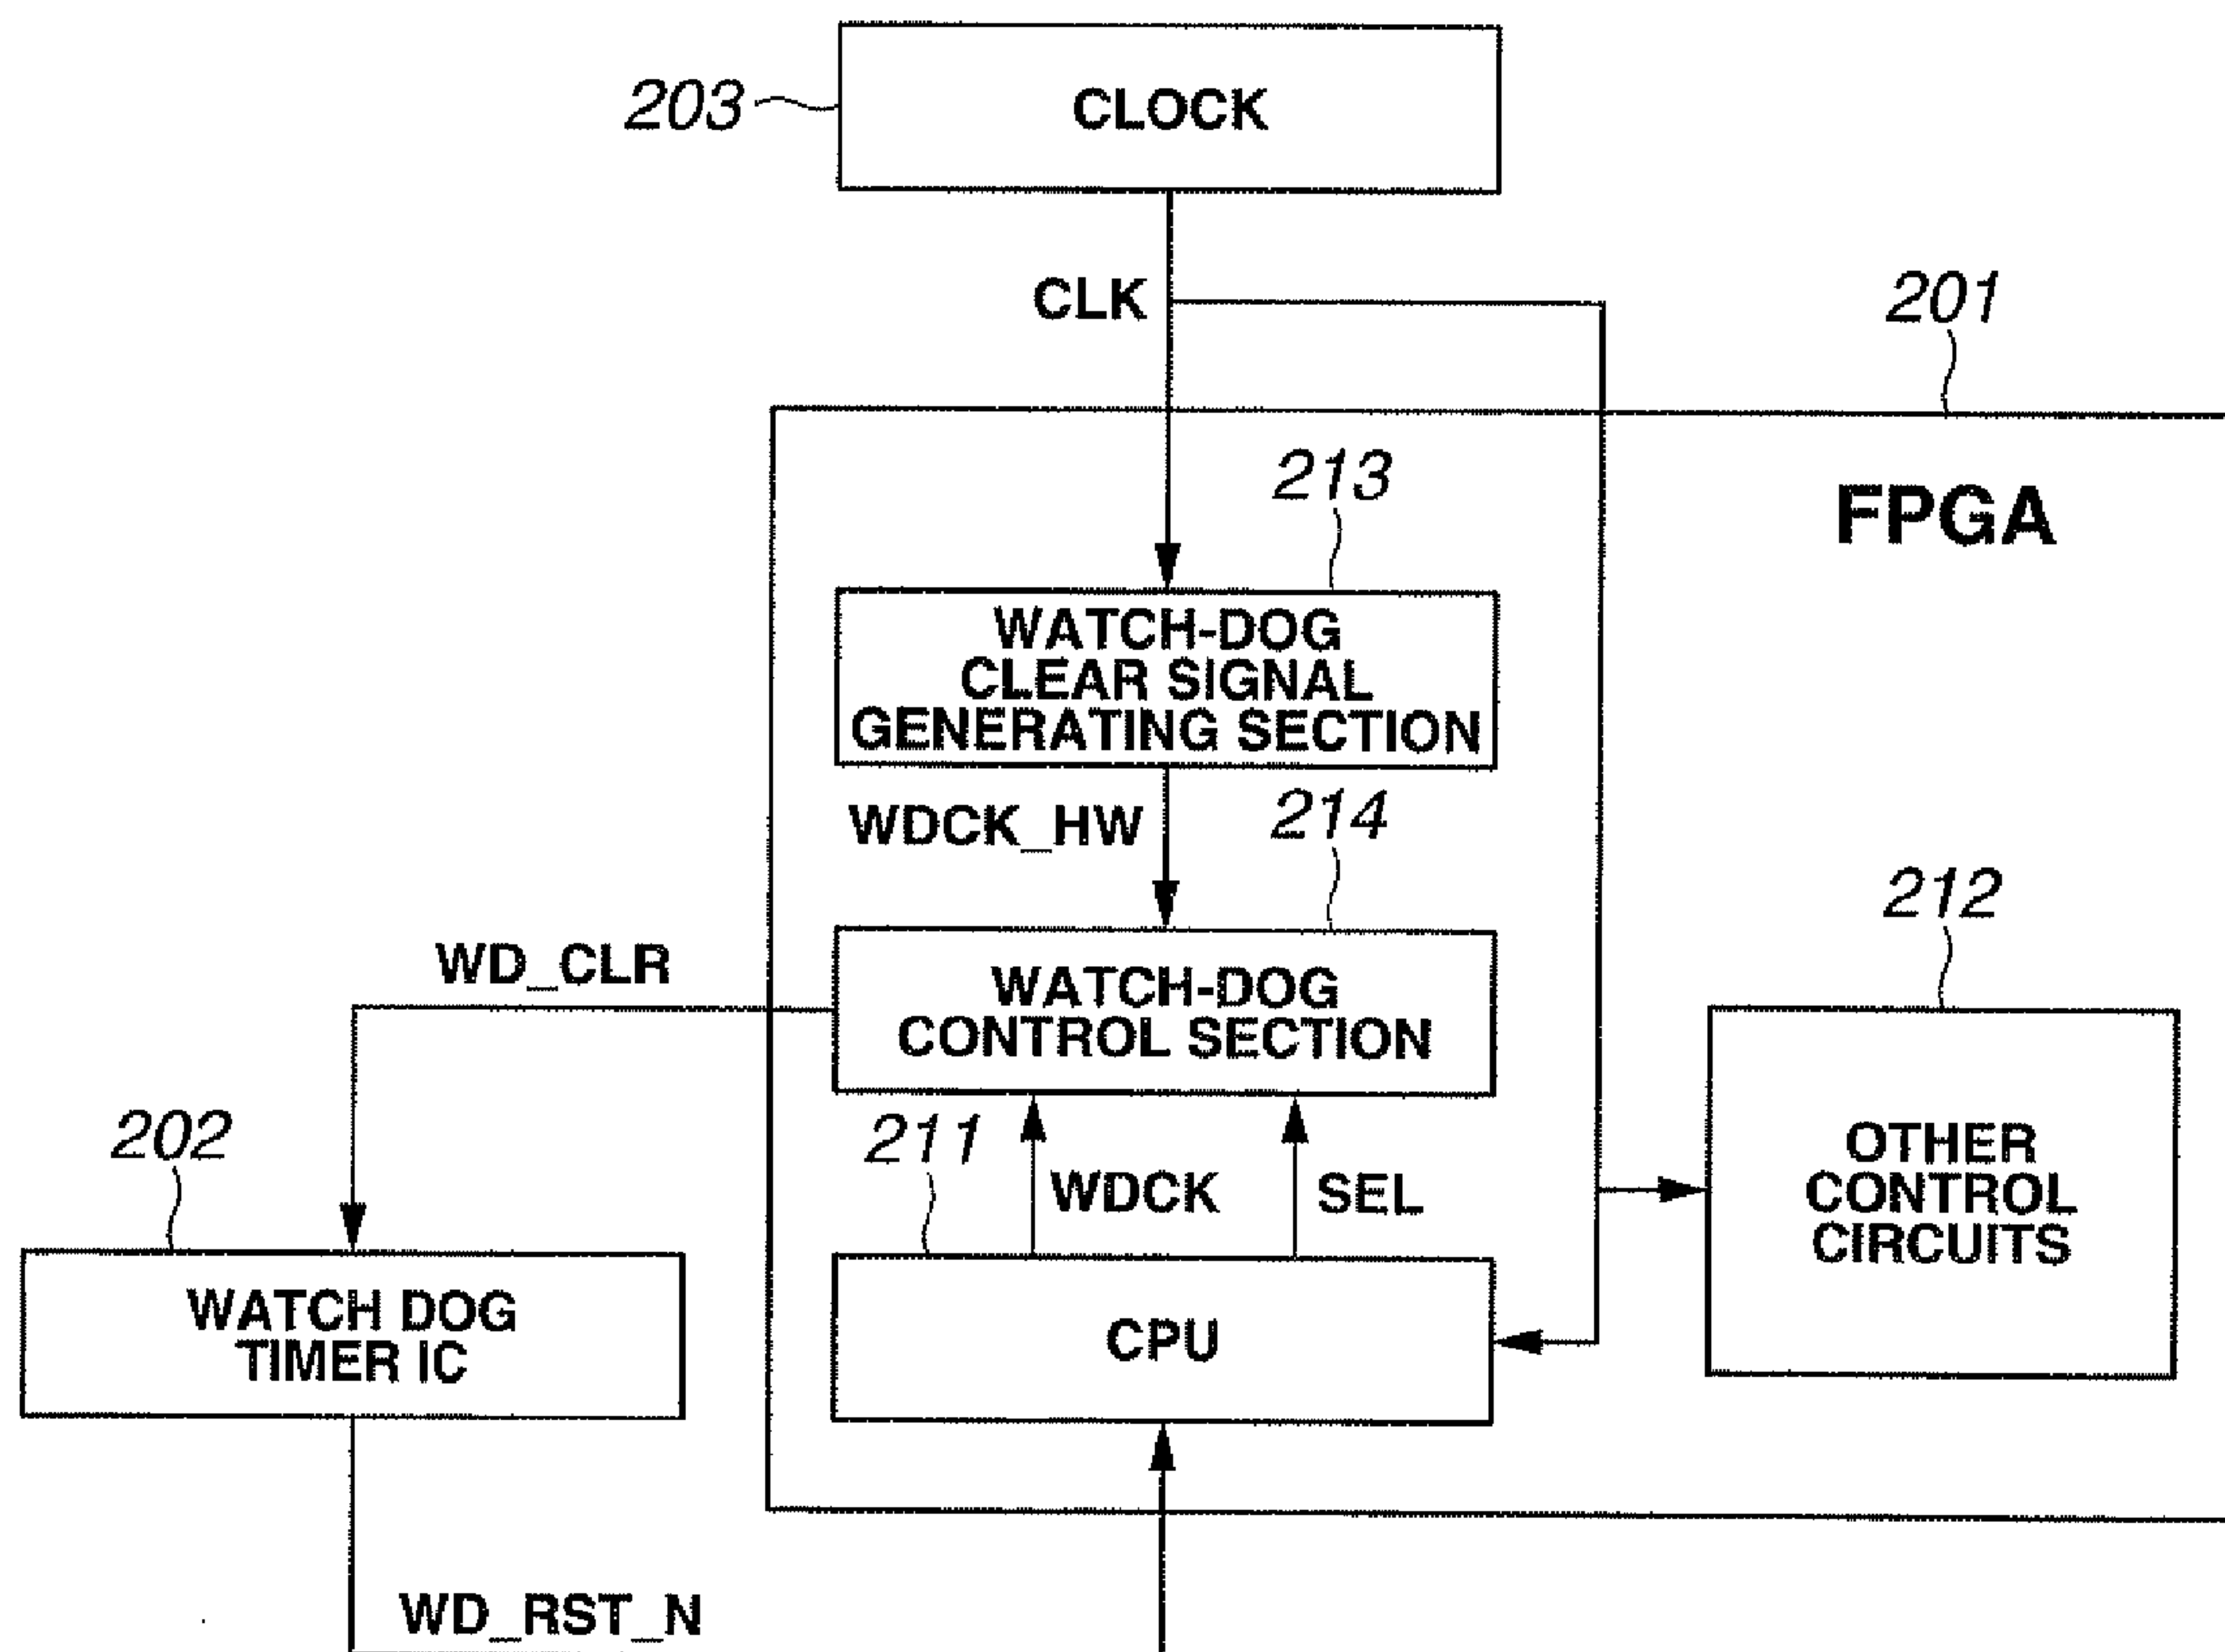 203
CLOCK
CLK
201
FPGA
213
WATCH-DOG
CLEAR SIGNAL
GENERATING SECTION
WDCK_HW
214
212
WD_CLR
WATCH-DOG
CONTROL SECTION
202
211
WDCK
SEL
OTHER
CONTROL
CIRCUITS
WATCH DOG
TIMER IC
CPU
WD_RST_N